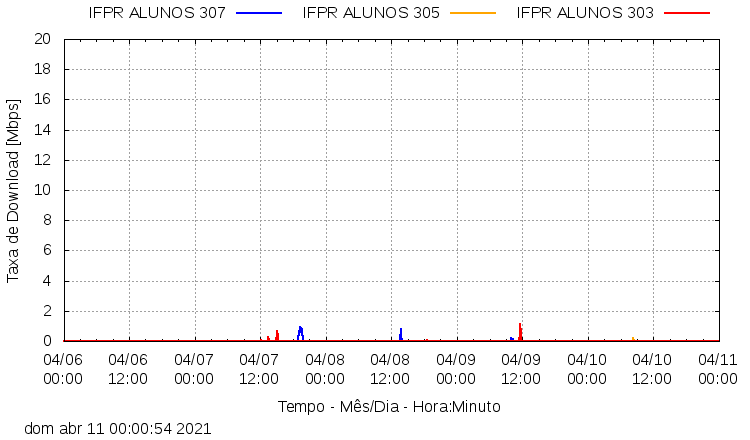 IFPR ALUNOS 307 IFPR ALUNOS 305 IFPR ALUNOS 303
Taxa de Download [Mbps]
20
18
16
14
12
10
8
6
4
2
0
04/06 04/06 04/07 04/07 04/08 04/08 04/09 04/09 04/10 04/10 04/11
00:00 12:00 00:00 12:00 00:00 12:00 00:00 12:00 00:00 12:00 00:00
Tempo - Mês/Dia - Hora:Minuto
dom abr 11 00:00:54 2021